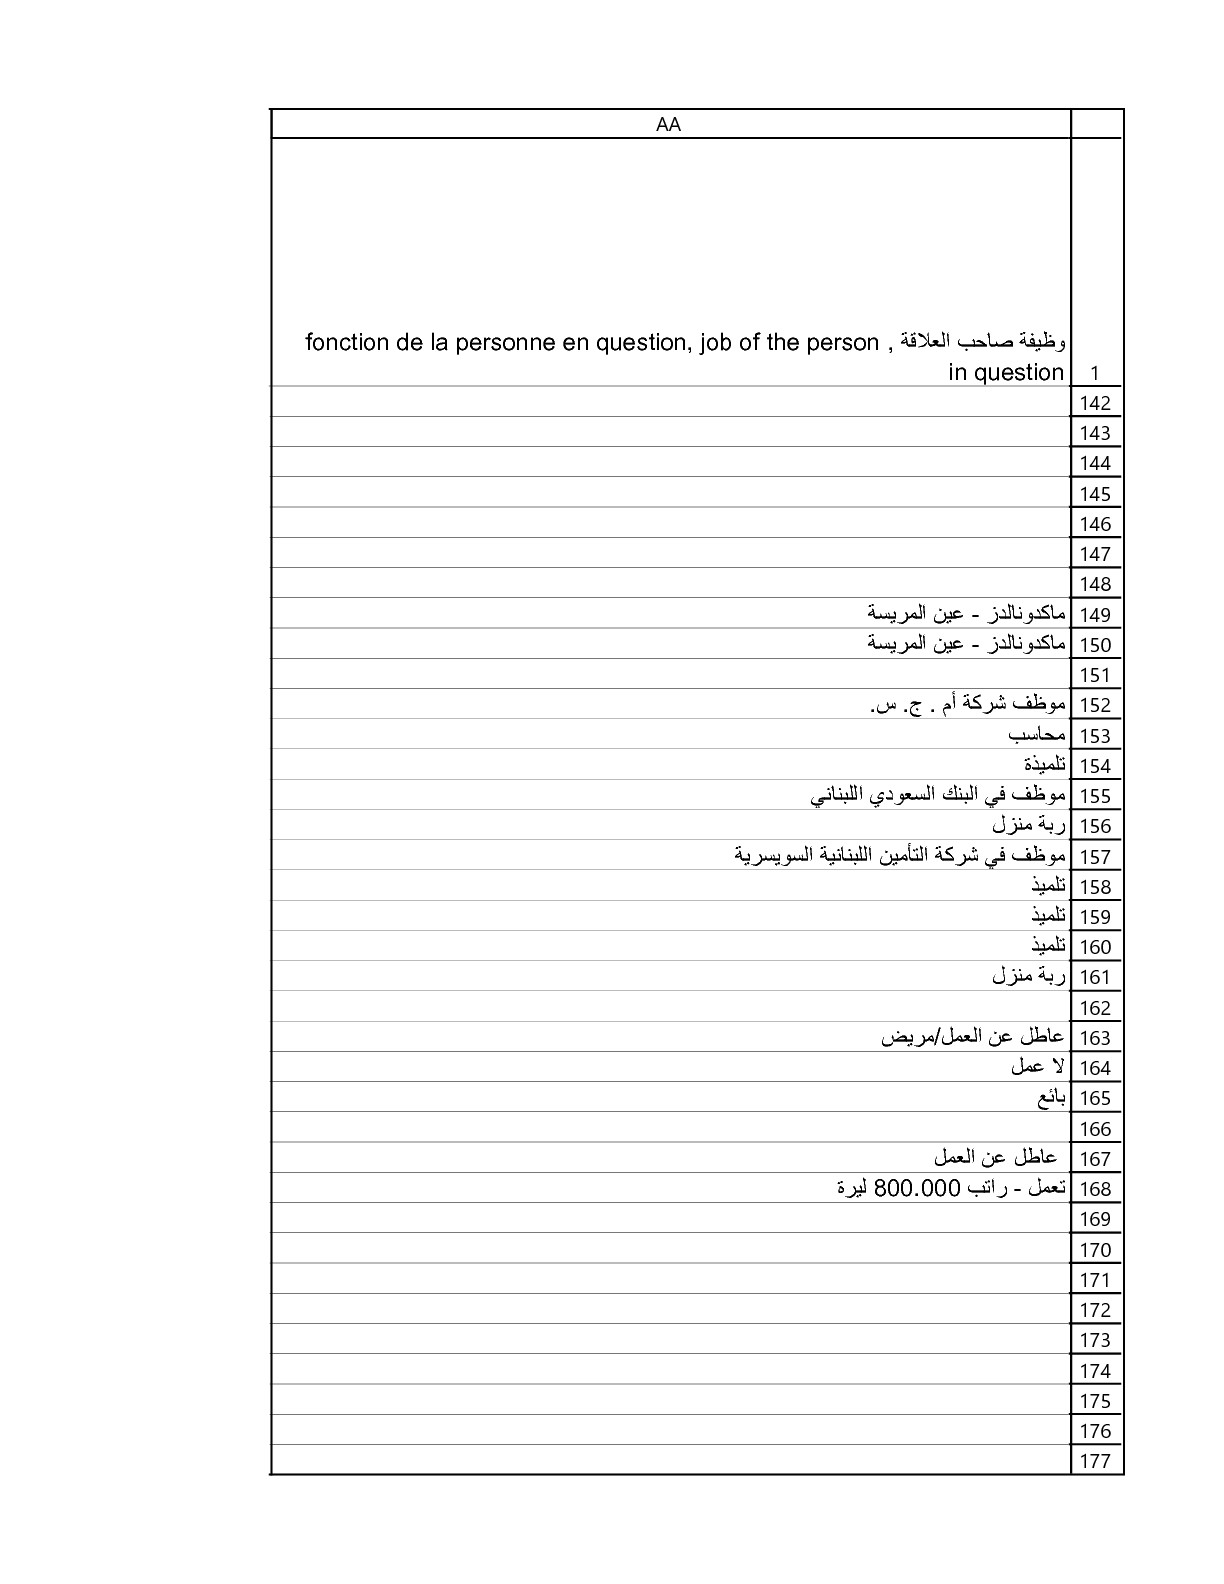 AA
وظيفة صاحب العلاقة , fonction de la personne en question, job of the person
in question 1
142
143
144
145
146
147
148
149 ماكدونالدز - عين المريسة
150 ماكدونالدز - عين المريسة
151
152 موظف شركة أم . ج. س.
153 محاسب
154 تلميذة
155 موظف في البنك السعودي اللبناني
156 ربة منزل
157 موظف في شركة التأمين اللبنانية السويسرية
158 تلميذ
159 تلميذ
160 تلميذ
161 ربة منزل
162
163 عاطل عن العمل/مريض
164 لا عمل
165 بائع
166
167 عاطل عن العمل
168 تعمل - راتب 800.000 ليرة
169
170
171
172
173
174
175
176
177